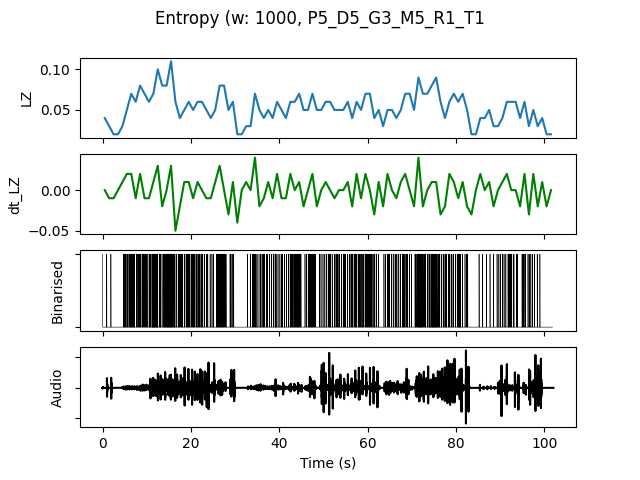 Entropy (w: 1000, P5_D5_G3_M5_R1_T1
0.10
0.05
LZ
0.00
−0.05
dt_LZ
Binarised
Audio
0
20
40
60
80
100
Time (s)